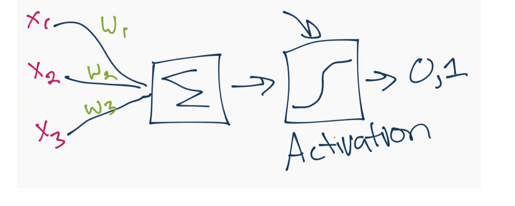 x₁ w₁
x₂ w₂
x₃ w₃
Σ
0,1
Activation